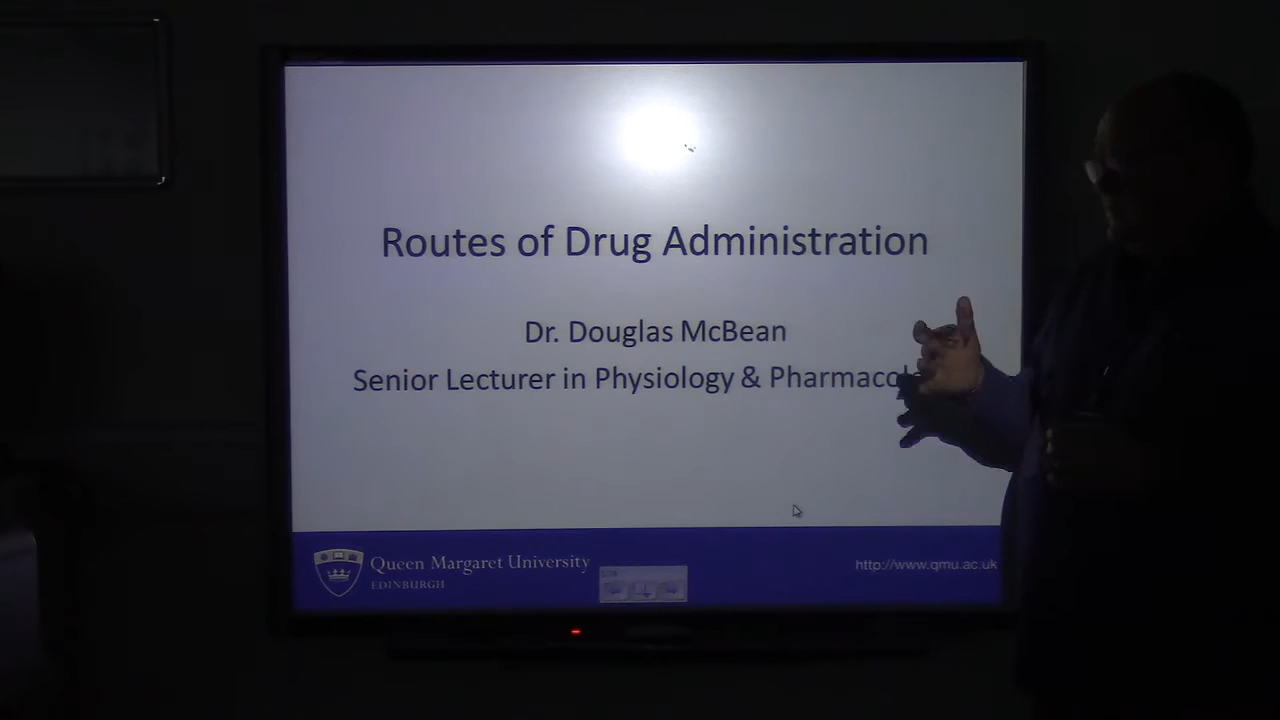 Routes of Drug Administration
Dr. Douglas McBean
Senior Lecturer in Physiology & Pharmacol
Queen Margaret University
EDINBURGH
http://www.qmu.ac.uk